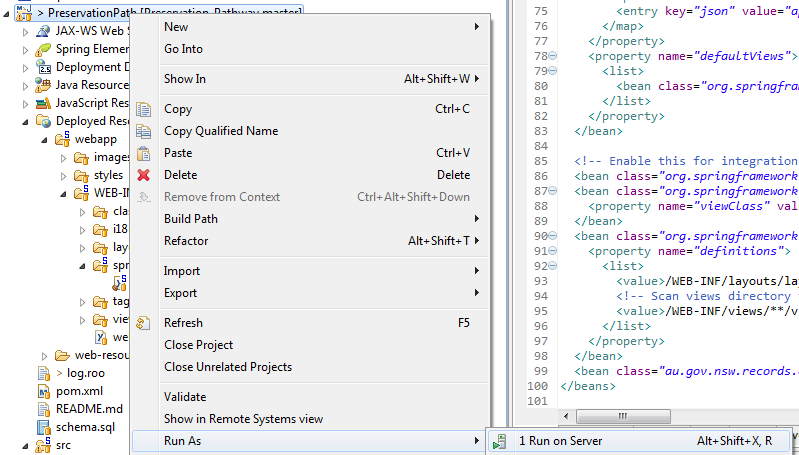 > PreservationPath [Preservation-Pathway master]
JAX-WS Web S
Spring Eleme
Deployment D
Java Resource
JavaScript Res
Deployed Reso
webapp
images
styles
WEB-IN
clas
i18
layo
spr
tag
view
we
web-resou
> log.roo
pom.xml
README.md
schema.sql
src
New
Go Into
Show In Alt+Shift+W
Copy Ctrl+C
Copy Qualified Name
Paste Ctrl+V
Delete Delete
Remove from Context Ctrl+Alt+Shift+Down
Build Path
Refactor Alt+Shift+T
Import
Export
Refresh F5
Close Project
Close Unrelated Projects
Validate
Show in Remote Systems view
Run As
1 Run on Server Alt+Shift+X, R
75 <entry key="json" value="ap
76 </map>
77 </property>
78 <property name="defaultViews">
79 <list>
80 <bean class="org.springfram
81 </list>
82 </property>
83 </bean>
84
85 <!-- Enable this for integration
86 <bean class="org.springframework
87 <bean class="org.springframework
88 <property name="viewClass" val
89 </bean>
90 <bean class="org.springframework
91 <property name="definitions">
92 <list>
93 <value>/WEB-INF/layouts/lay
94 <!-- Scan views directory
95 <value>/WEB-INF/views/**/v
96 </list>
97 </property>
98 </bean>
99 <bean class="au.gov.nsw.records.
100 </beans>
101